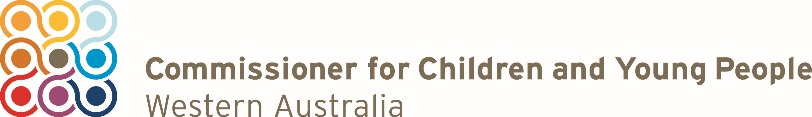 Commissioner for Children and Young People
Western Australia